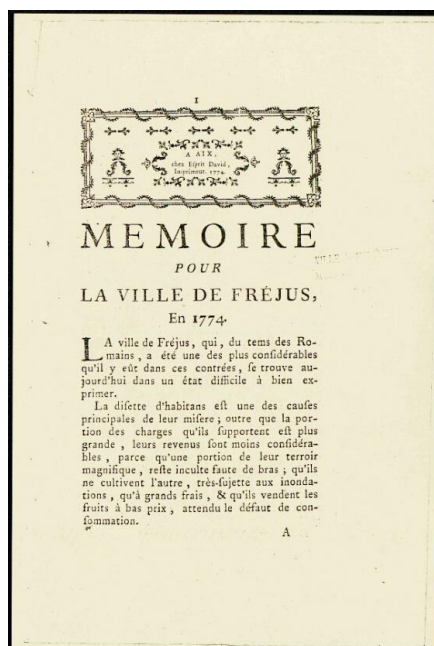 I
A AIX,
chez Esprit David,
Imprimeur. 1774.
MEMOIRE
POUR
LA VILLE DE FRÉJUS,
En 1774.
LA ville de Fréjus, qui, du tems des Ro-
mains, a été une des plus conſidérables
qu'il y eût dans ces contrées, ſe trouve au-
jourd'hui dans un état difficile à bien ex-
primer.
La diſette d'habitans eſt une des cauſes
principales de leur miſere ; outre que la por-
tion des charges qu'ils ſupportent eſt plus
grande, leurs revenus ſont moins conſidéra-
bles, parce qu'une portion de leur terroir
magnifique, reſte inculte faute de bras ; qu'ils
ne cultivent l'autre, très-ſujette aux inonda-
tions, qu'à grands frais, & qu'ils vendent les
fruits à bas prix, attendu le défaut de con-
ſommation.
A